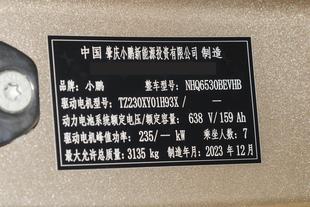 中国 肇庆小鹏新能源投资有限公司 制造
品牌：小鹏 整车型号：NHQ6530BEVHB
驱动电机型号：TZ230XY01H93X / —
动力电池系统额定电压/额定容量： 638 V/159 Ah
驱动电机峰值功率：235/— kW 乘坐人数：7
最大允许总质量：3135 kg 制造年月：2023 年 12 月